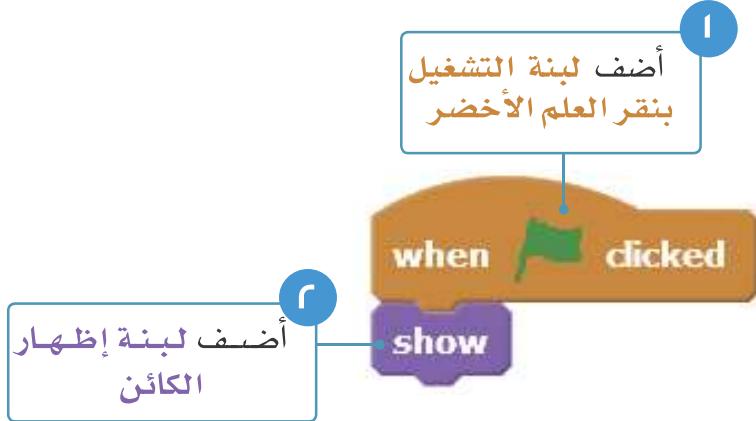 ١
أضف لبنة التشغيل
بنقر العلم الأخضر
when clicked
٢
أضف لبنة إظهار
الكائن
show